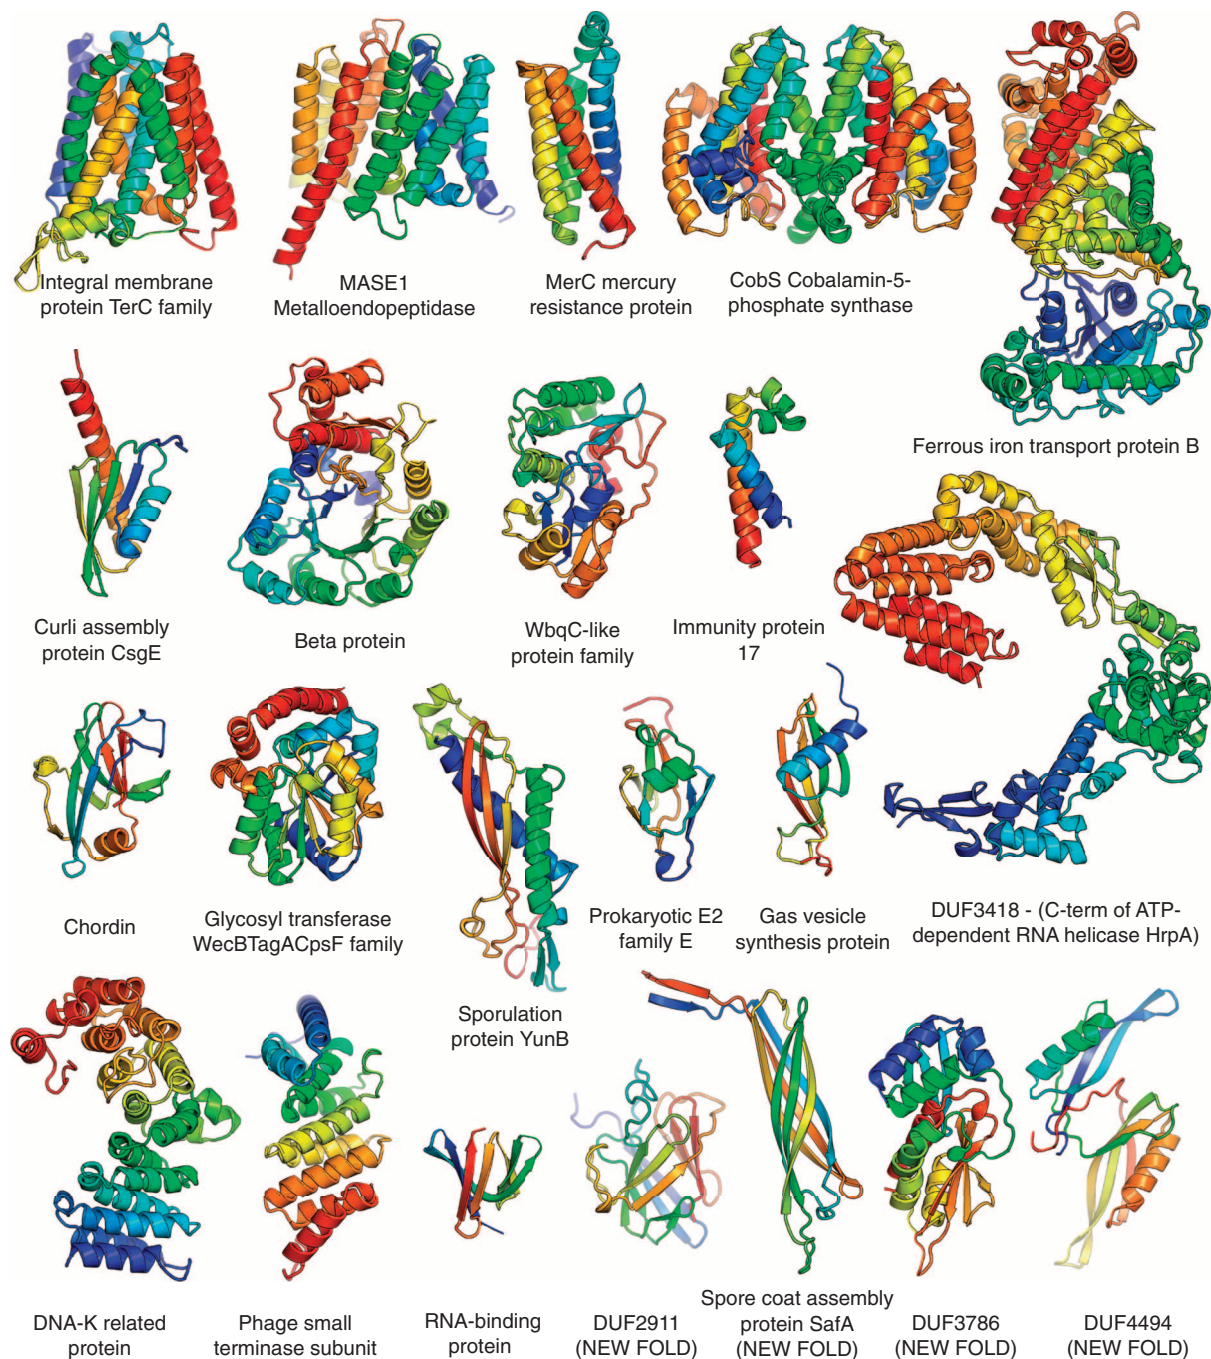 Integral membrane
protein TerC family
MASE1
Metalloendopeptidase
MerC mercury
resistance protein
CobS Cobalamin-5-
phosphate synthase
Ferrous iron transport protein B
Curli assembly
protein CsgE
Beta protein
WbqC-like
protein family
Immunity protein
17
Chordin
Glycosyl transferase
WecBTagACpsF family
Sporulation
protein YunB
Prokaryotic E2
family E
Gas vesicle
synthesis protein
DUF3418 - (C-term of ATP-
dependent RNA helicase HrpA)
DNA-K related
protein
Phage small
terminase subunit
RNA-binding
protein
DUF2911
(NEW FOLD)
Spore coat assembly
protein SafA
(NEW FOLD)
DUF3786
(NEW FOLD)
DUF4494
(NEW FOLD)